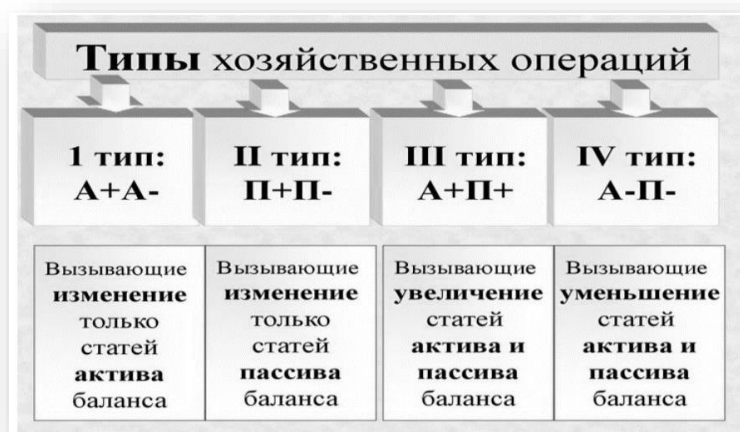 Типы хозяйственных операций
1 тип:
А+А-
II тип:
П+П-
III тип:
А+П+
IV тип:
А-П-
Вызывающие
изменение
только
статей
актива
баланса
Вызывающие
изменение
только
статей
пассива
баланса
Вызывающие
увеличение
статей
актива и
пассива
баланса
Вызывающие
уменьшение
статей
актива и
пассива
баланса